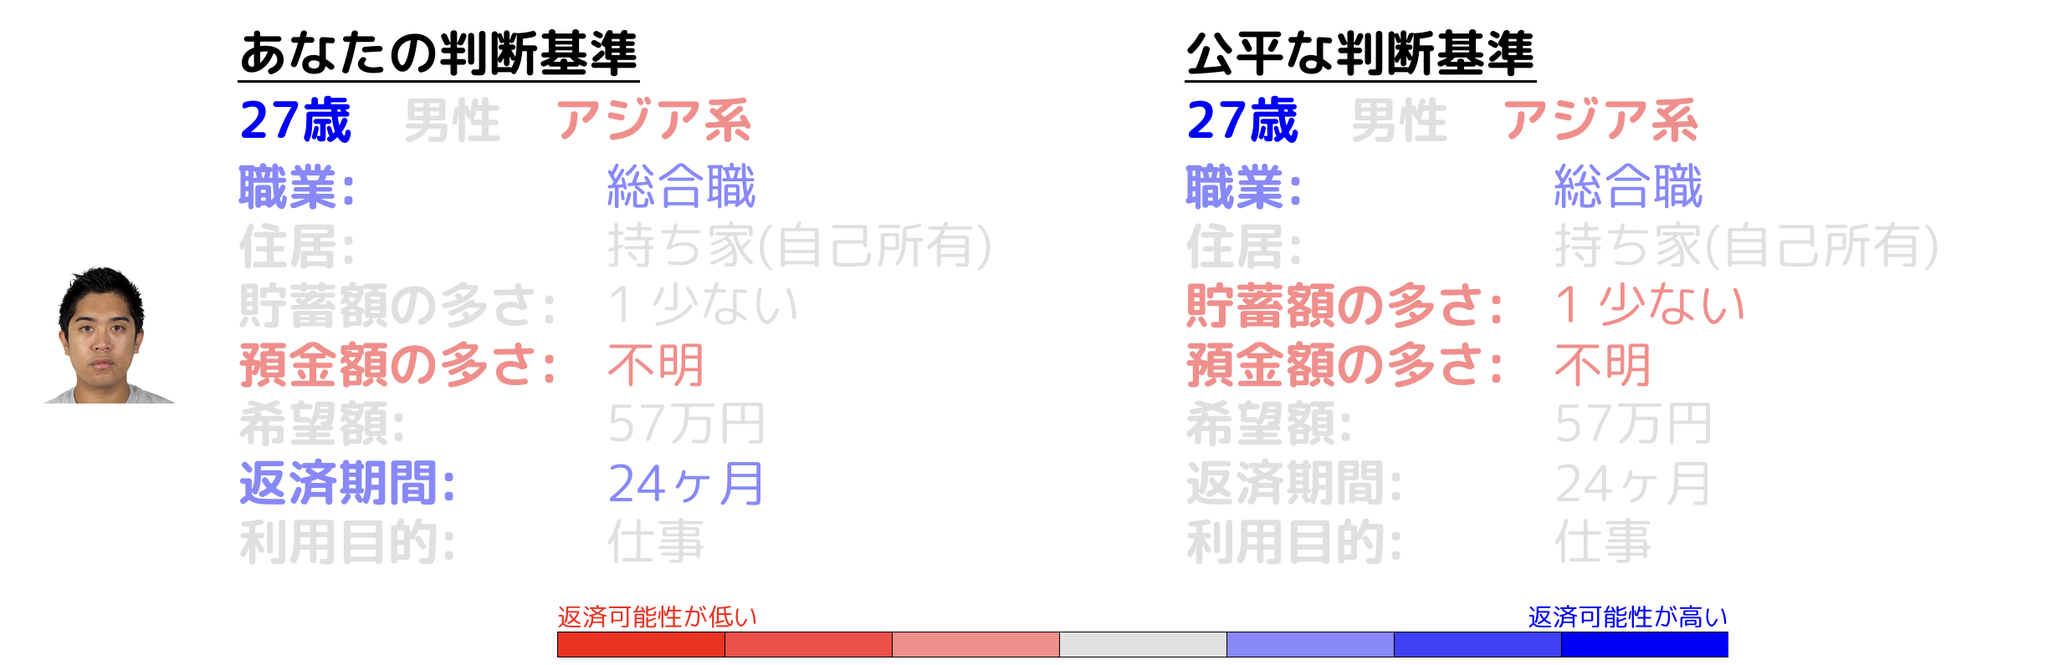 あなたの判断基準
27歳 男性 アジア系
職業: 総合職
住居: 持ち家(自己所有)
貯蓄額の多さ: 1 少ない
預金額の多さ: 不明
希望額: 57万円
返済期間: 24ヶ月
利用目的: 仕事
公平な判断基準
27歳 男性 アジア系
職業: 総合職
住居: 持ち家(自己所有)
貯蓄額の多さ: 1 少ない
預金額の多さ: 不明
希望額: 57万円
返済期間: 24ヶ月
利用目的: 仕事
返済可能性が低い
返済可能性が高い